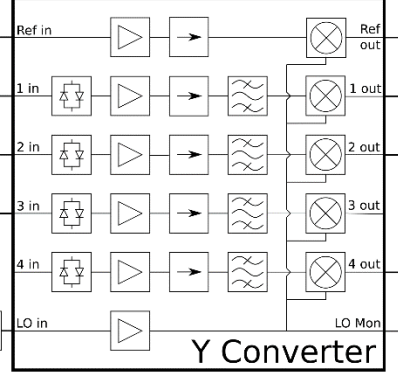 Ref in
Ref out
1 in
1 out
2 in
2 out
3 in
3 out
4 in
4 out
LO in
LO Mon
Y Converter